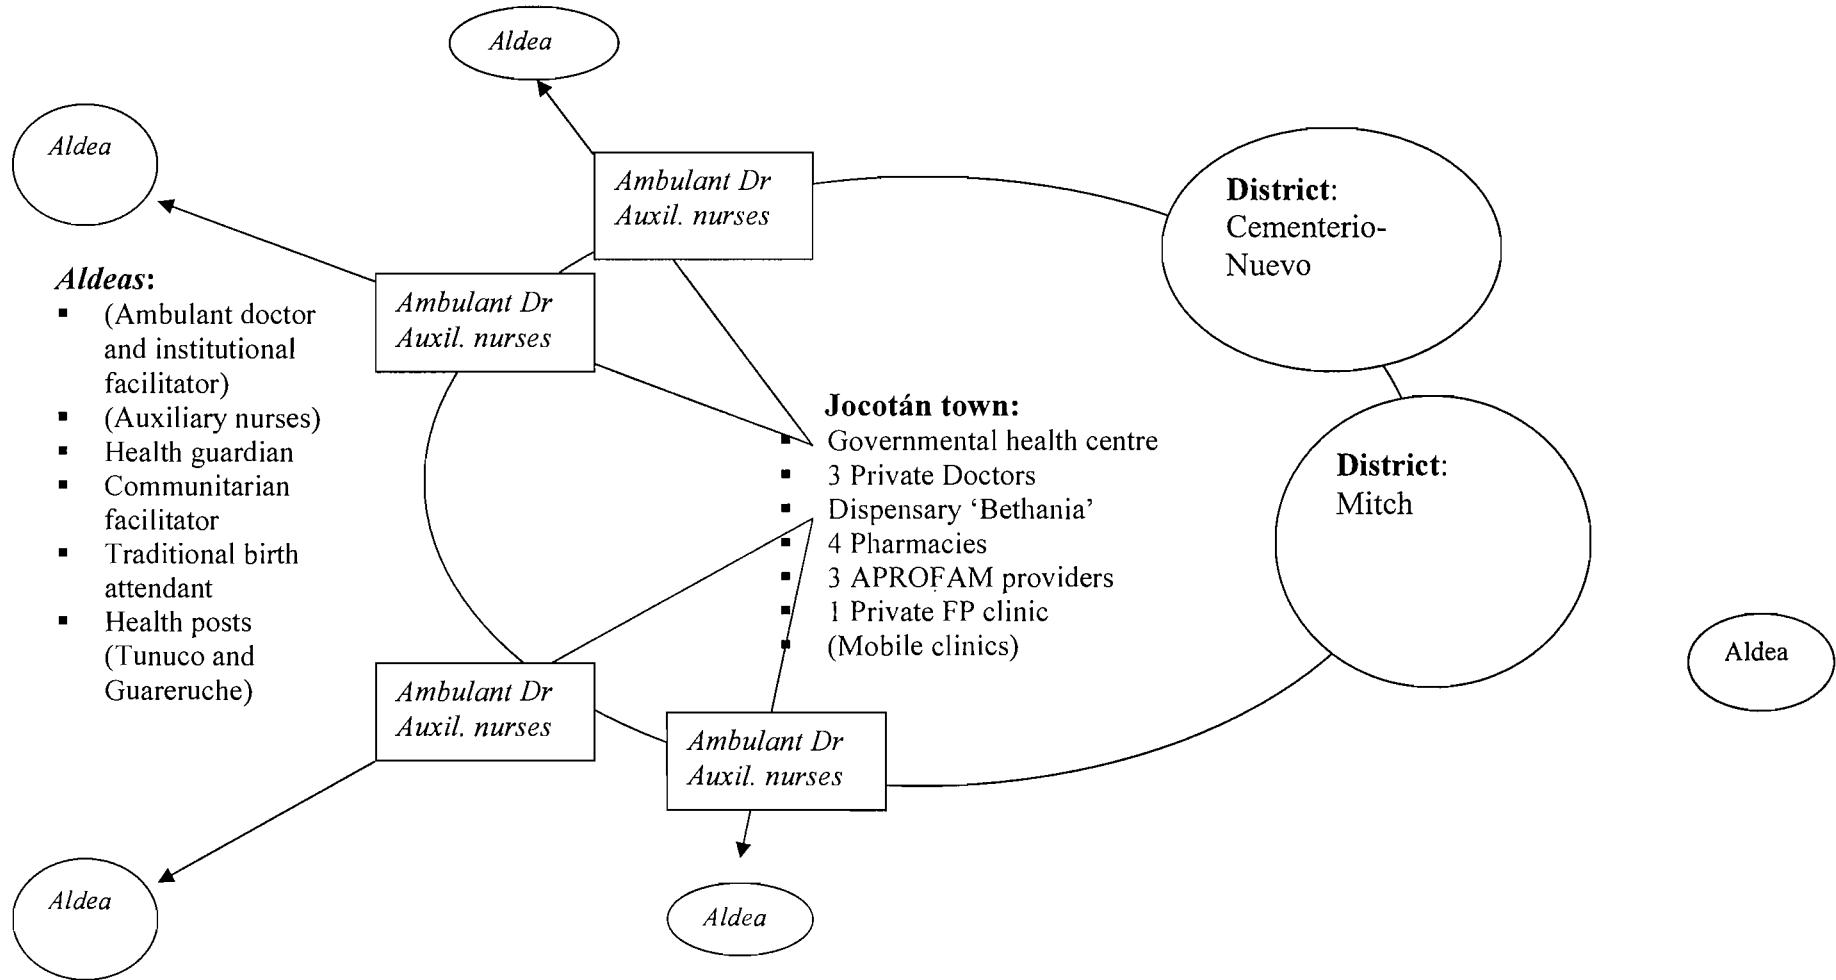 Aldea
Aldea
Ambulant Dr
Auxil. nurses
District:
Cementerio-
Nuevo
Aldeas:
▪ (Ambulant doctor
and institutional
facilitator)
▪ (Auxiliary nurses)
▪ Health guardian
▪ Communitarian
facilitator
▪ Traditional birth
attendant
▪ Health posts
(Tunuco and
Guareruche)
Ambulant Dr
Auxil. nurses
Jocotán town:
▪ Governmental health centre
▪ 3 Private Doctors
▪ Dispensary ‘Bethania’
▪ 4 Pharmacies
▪ 3 APROFAM providers
▪ 1 Private FP clinic
▪ (Mobile clinics)
District:
Mitch
Aldea
Ambulant Dr
Auxil. nurses
Ambulant Dr
Auxil. nurses
Aldea
Aldea